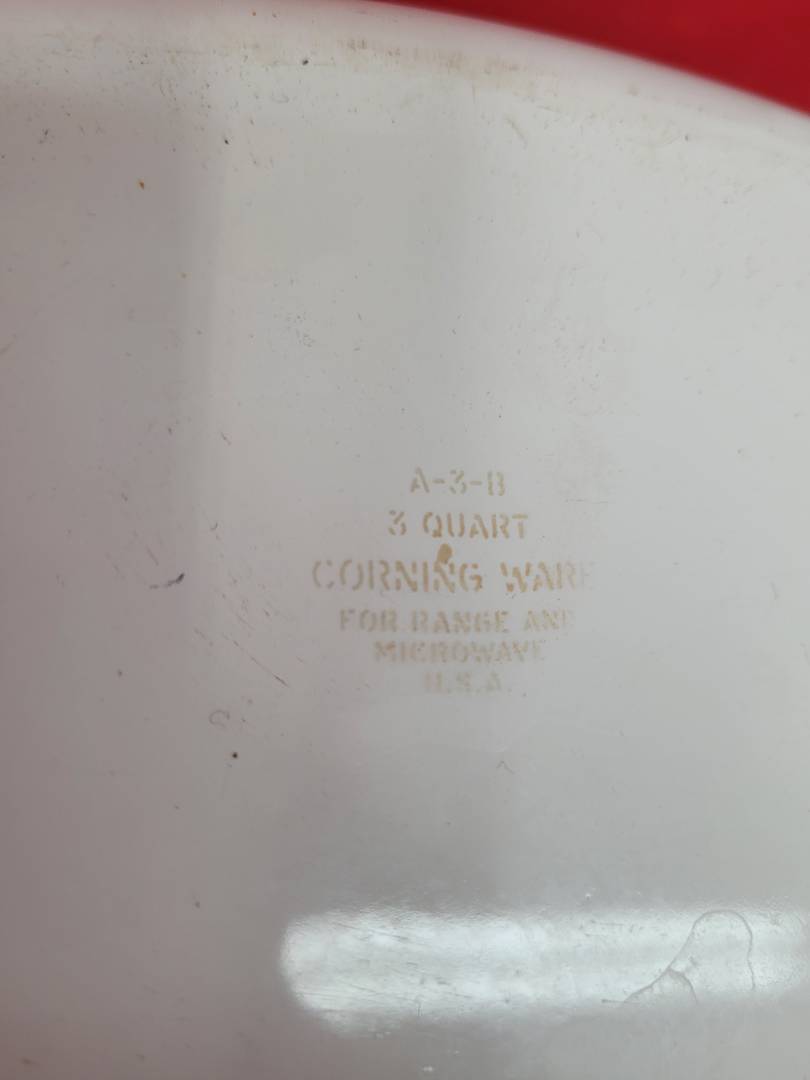 A-3-B
3 QUART
CORNING WARE
FOR RANGE AND
MICROWAVE
U.S.A.